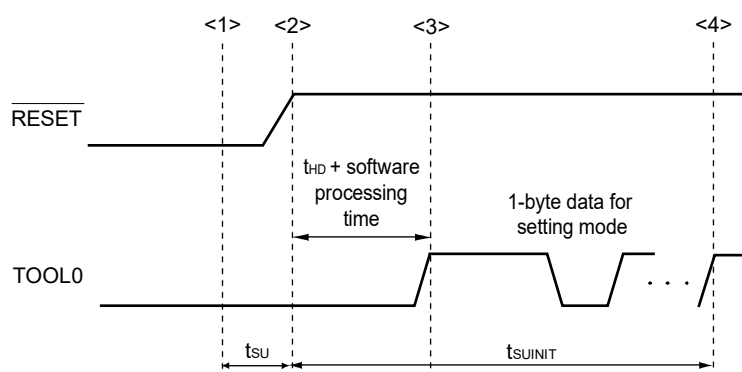 <1> <2> <3> <4>
RESET
tHD + software
processing
time
1-byte data for
setting mode
TOOL0
. . .
tSU
tSUINIT